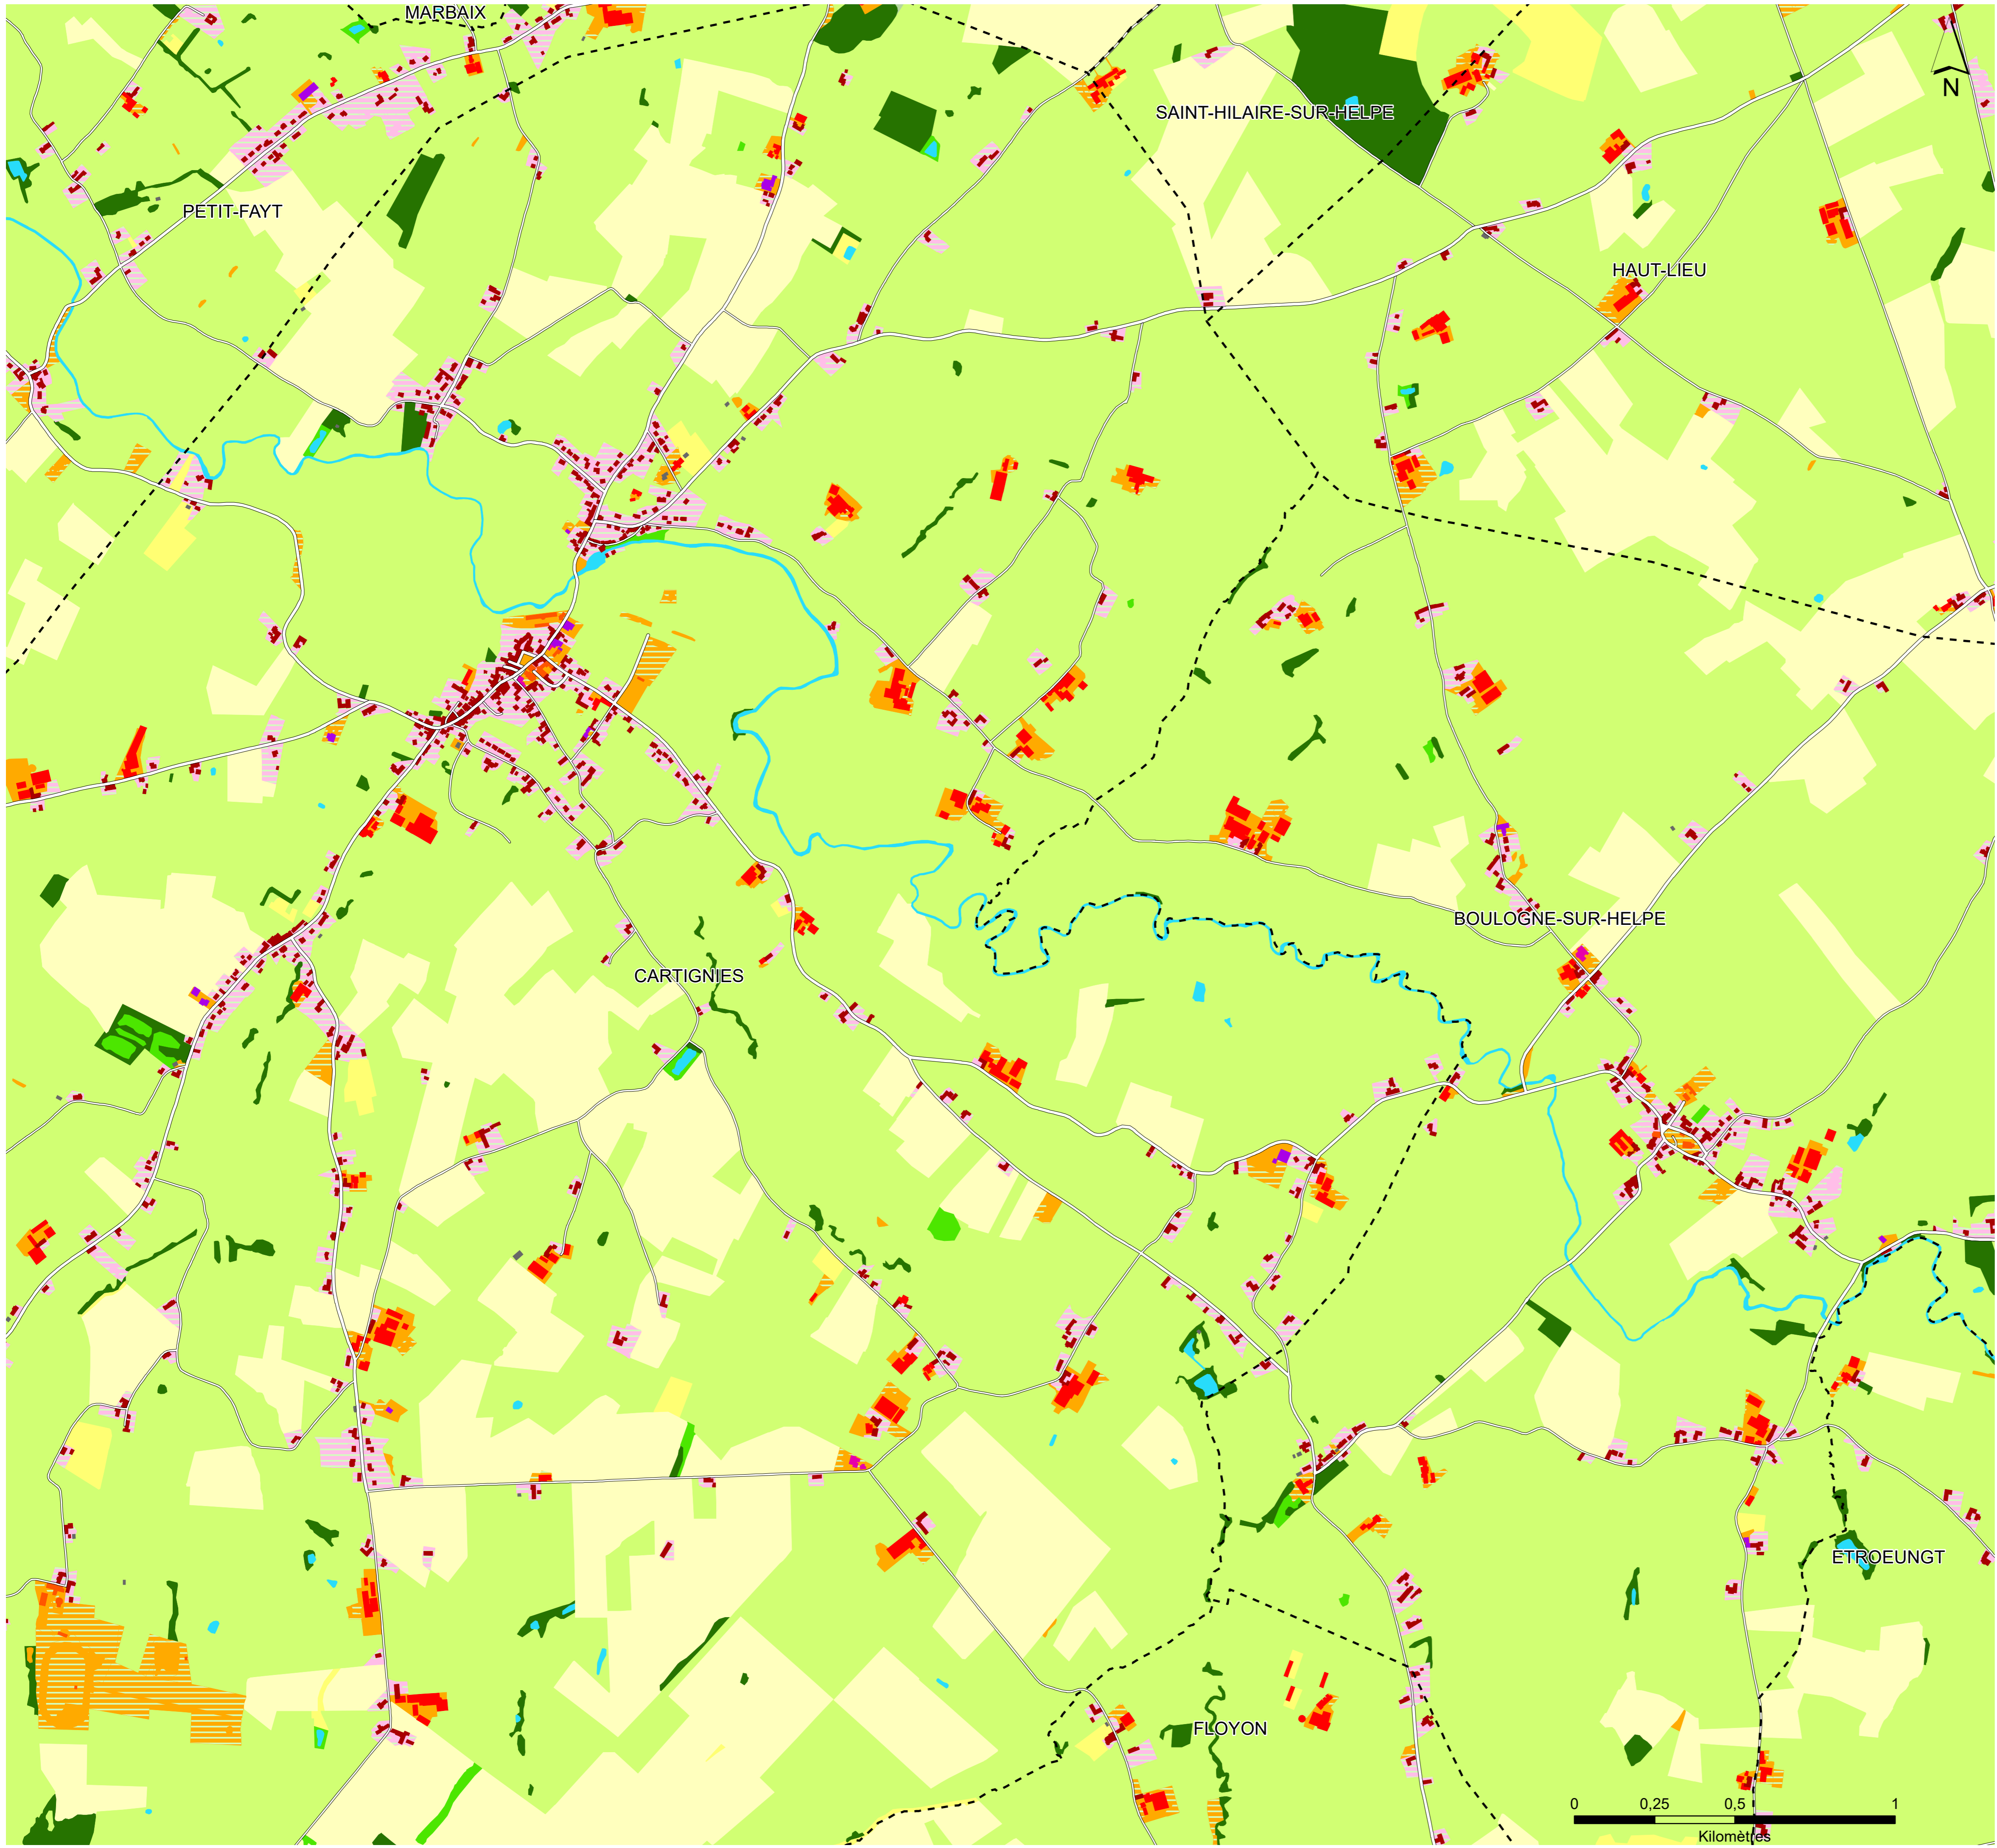 MARBAIX
N
SAINT-HILAIRE-SUR-HELPE
PETIT-FAYT
HAUT-LIEU
BOULOGNE-SUR-HELPE
CARTIGNIES
ETROEUNGT
FLOYON
0 0,25 0,5 1
Kilomètres